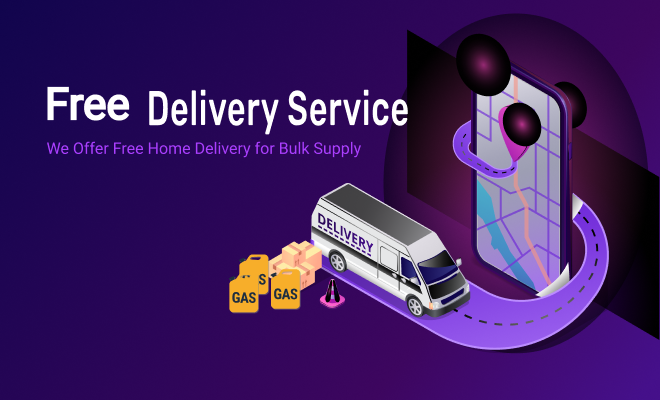 Free Delivery Service
We Offer Free Home Delivery for Bulk Supply
DELIVERY
GAS
GAS